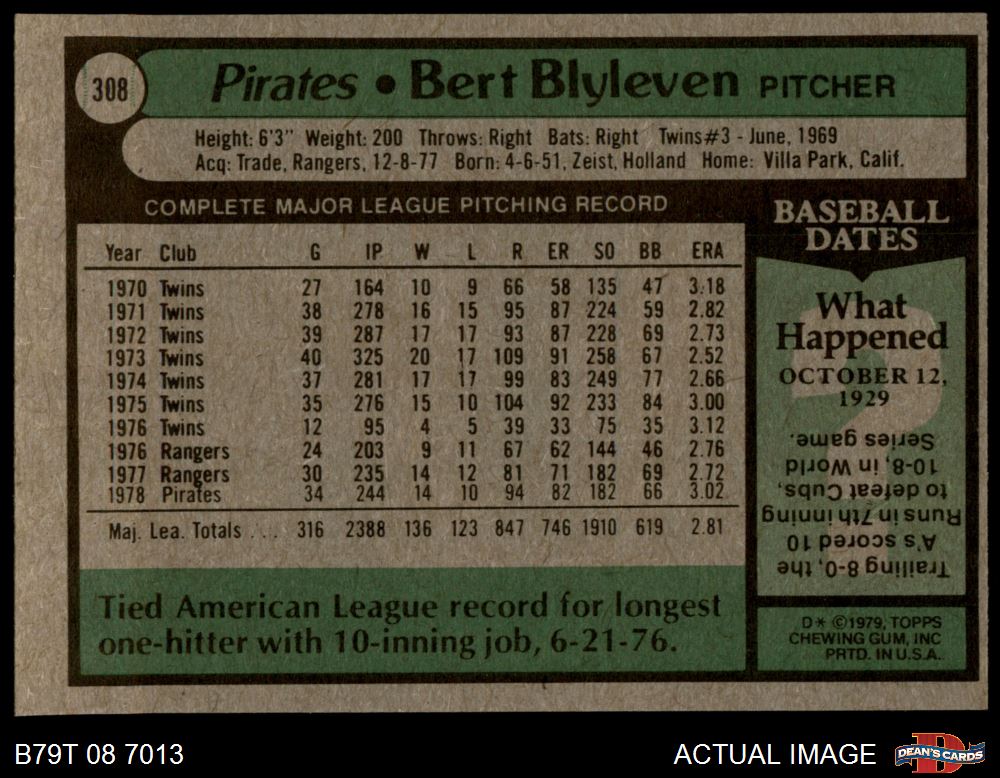 308
Pirates • Bert Blyleven PITCHER
Height: 6'3" Weight: 200 Throws: Right Bats: Right Twins#3 - June, 1969
Acq: Trade, Rangers, 12-8-77 Born: 4-6-51, Zeist, Holland Home: Villa Park, Calif.
COMPLETE MAJOR LEAGUE PITCHING RECORD
Year Club G IP W L R ER SO BB ERA
1970 Twins 27 164 10 9 66 58 135 47 3.18
1971 Twins 38 278 16 15 95 87 224 59 2.82
1972 Twins 39 287 17 17 93 87 228 69 2.73
1973 Twins 40 325 20 17 109 91 258 67 2.52
1974 Twins 37 281 17 17 99 83 249 77 2.66
1975 Twins 35 276 15 10 104 92 233 84 3.00
1976 Twins 12 95 4 5 39 33 75 35 3.12
1976 Rangers 24 203 9 11 67 62 144 46 2.76
1977 Rangers 30 235 14 12 81 71 182 69 2.72
1978 Pirates 34 244 14 10 94 82 182 66 3.02
Maj. Lea. Totals . . . 316 2388 136 123 847 746 1910 619 2.81
Tied American League record for longest
one-hitter with 10-inning job, 6-21-76.
BASEBALL
DATES
What
Happened
OCTOBER 12,
1929
Trailing 8-0, the
A's scored 10
Runs in 7th inning
to defeat Cubs,
10-8, in World
Series game.
D* ©1979, TOPPS
CHEWING GUM, INC
PRTD. IN U.S.A.
B79T 08 7013
ACTUAL IMAGE
DEAN'S CARDS